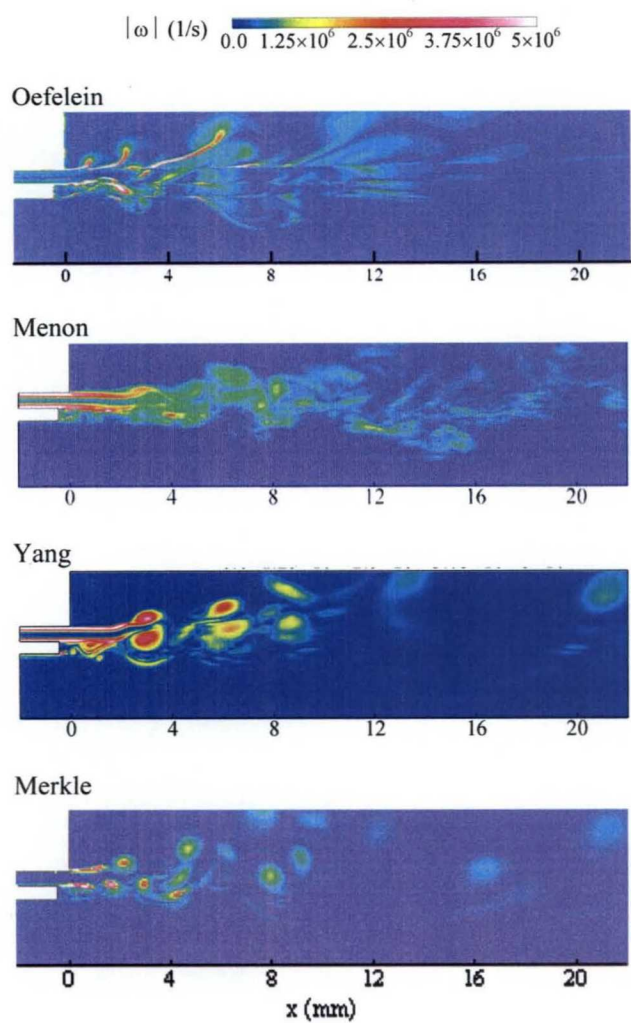 |ω| (1/s) 0.0 1.25×10⁶ 2.5×10⁶ 3.75×10⁶ 5×10⁶
Oefelein
0 4 8 12 16 20
Menon
0 4 8 12 16 20
Yang
0 4 8 12 16 20
Merkle
0 4 8 12 16 20
x (mm)